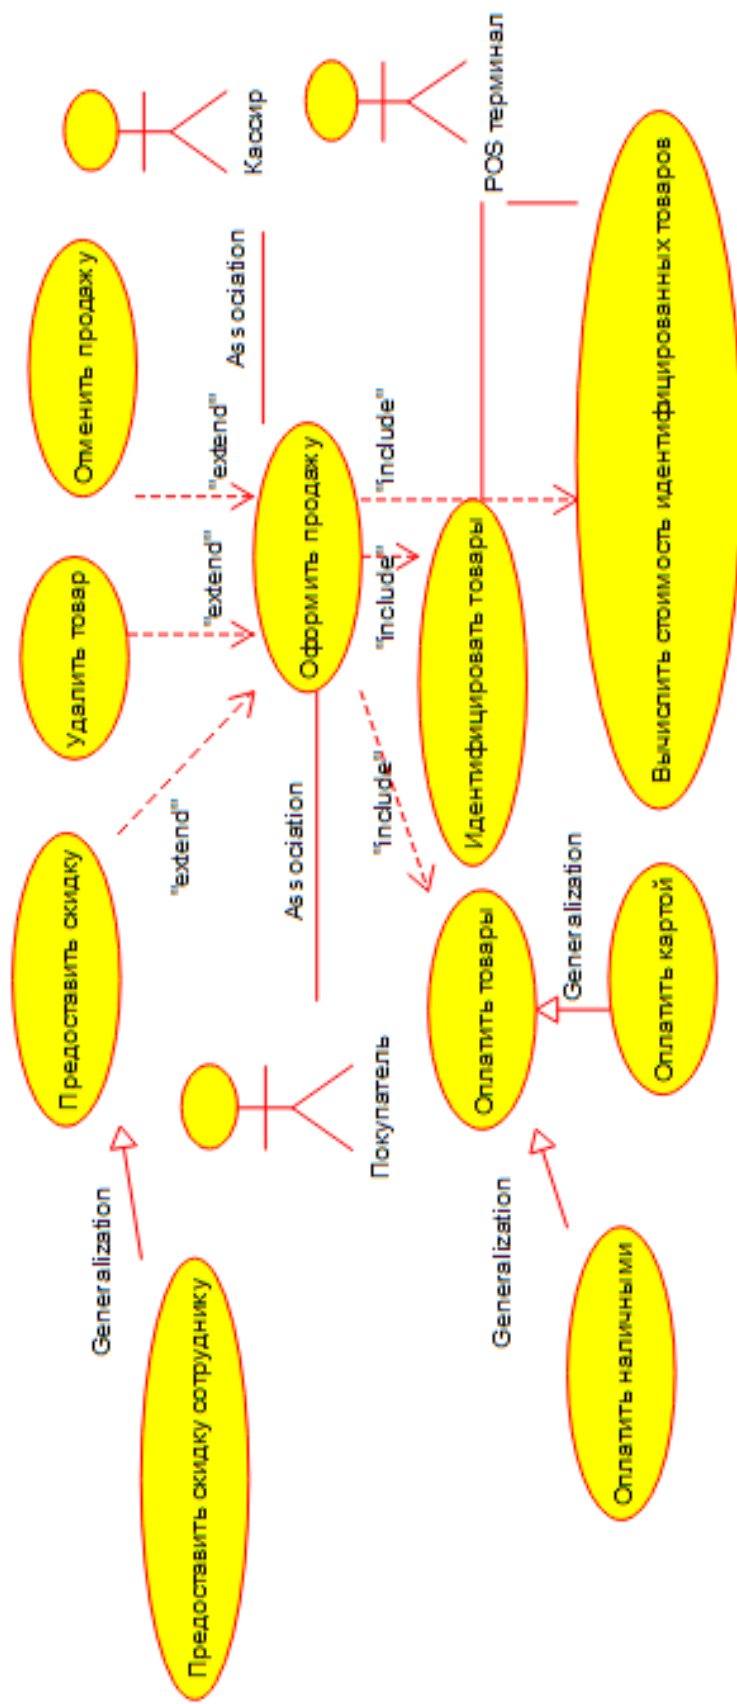 Предоставить скидку
Удалить товар
Отменить продажу
Кассир
Generalization
"extend"
"extend"
"extend"
Association
Предоставить скидку сотруднику
Покупатель
Association
Оформить продажу
POS терминал
"include"
"include"
"include"
Generalization
Оплатить товары
Идентифицировать товары
Generalization
Оплатить наличными
Оплатить картой
Вычислить стоимость идентифицированных товаров